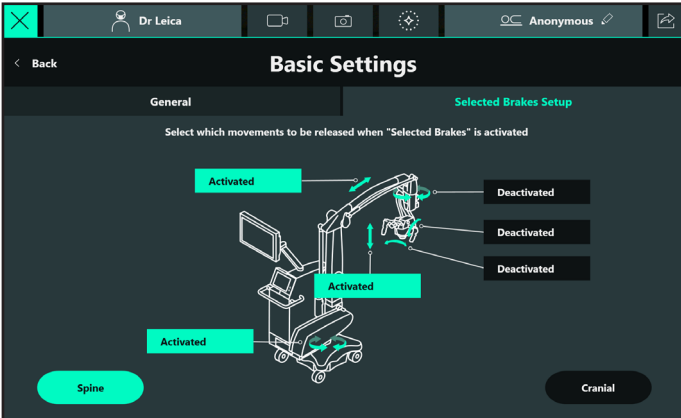 Dr Leica
Anonymous
Back
Basic Settings
General
Selected Brakes Setup
Select which movements to be released when "Selected Brakes" is activated
Activated
Deactivated
Deactivated
Deactivated
Activated
Activated
Spine
Cranial